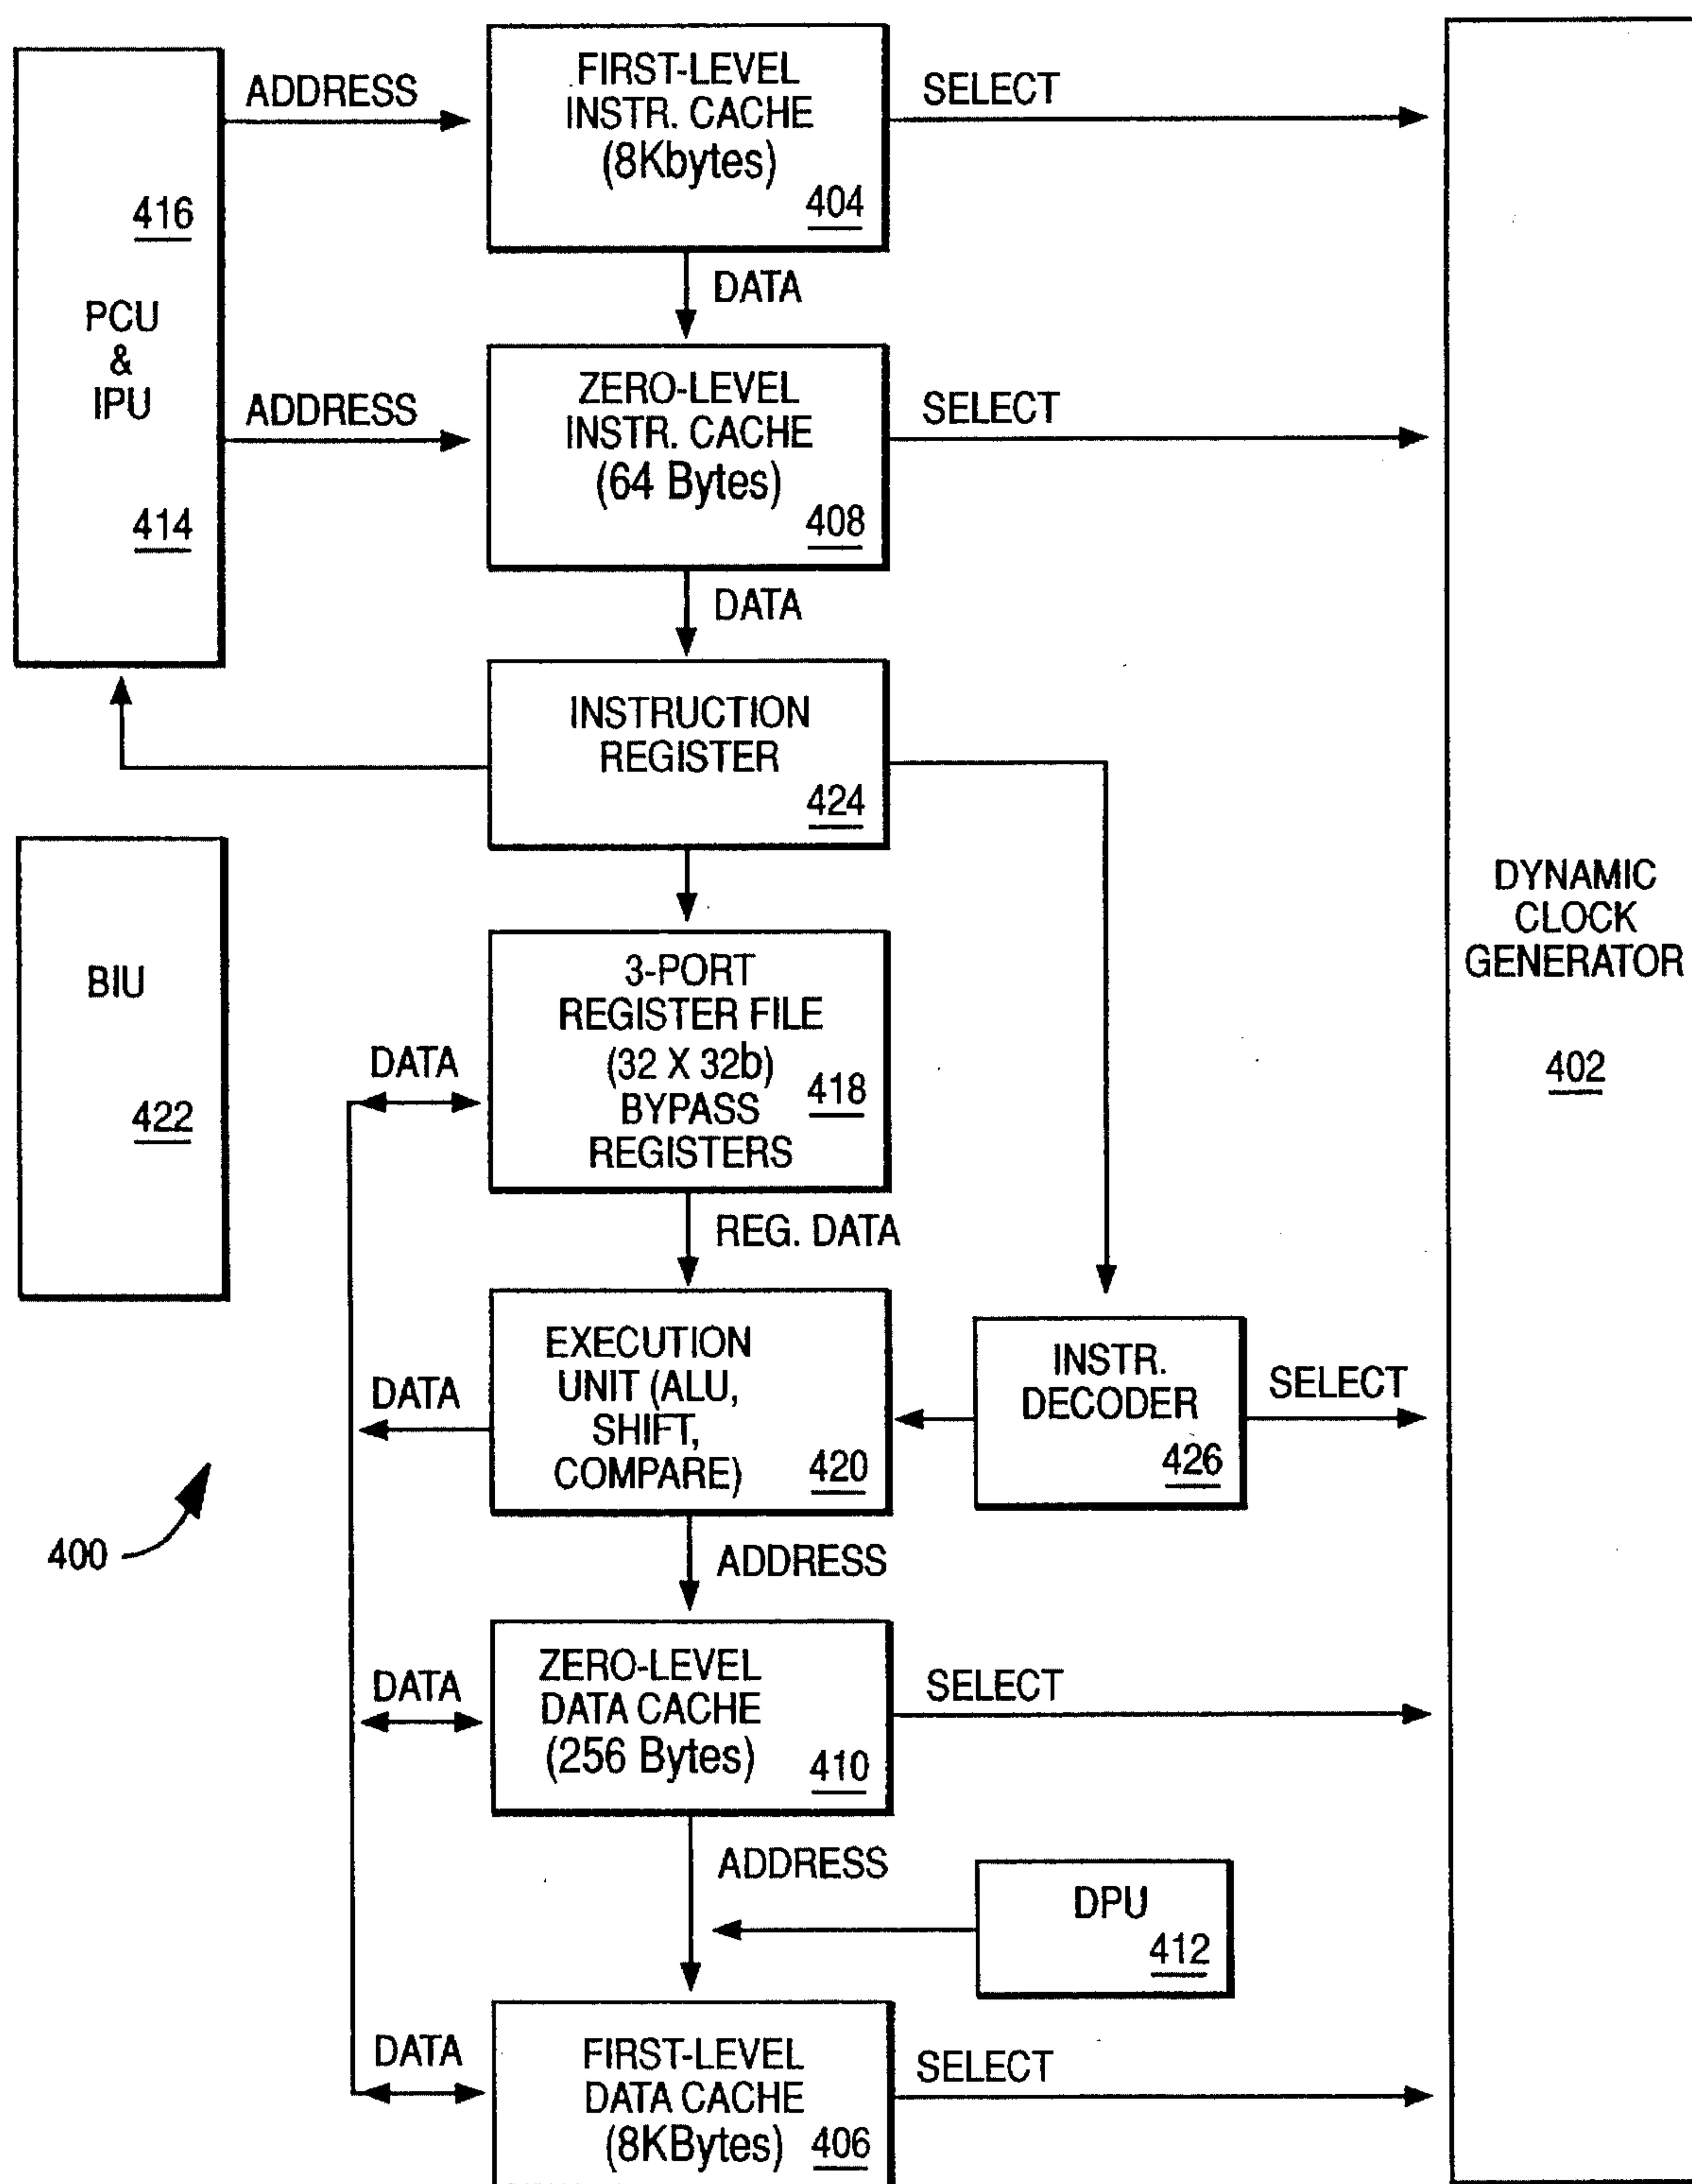 ADDRESS
FIRST-LEVEL
INSTR. CACHE
(8Kbytes)
404
SELECT
416
PCU
&
IPU
414
DATA
ADDRESS
ZERO-LEVEL
INSTR. CACHE
(64 Bytes)
408
SELECT
DATA
INSTRUCTION
REGISTER
424
BIU
422
3-PORT
REGISTER FILE
(32 X 32b)
BYPASS
REGISTERS
418
DATA
DYNAMIC
CLOCK
GENERATOR
402
REG. DATA
EXECUTION
UNIT (ALU,
SHIFT,
COMPARE)
420
DATA
INSTR.
DECODER
426
SELECT
400
ADDRESS
ZERO-LEVEL
DATA CACHE
(256 Bytes)
410
DATA
SELECT
ADDRESS
DPU
412
DATA
FIRST-LEVEL
DATA CACHE
(8KBytes)
406
SELECT